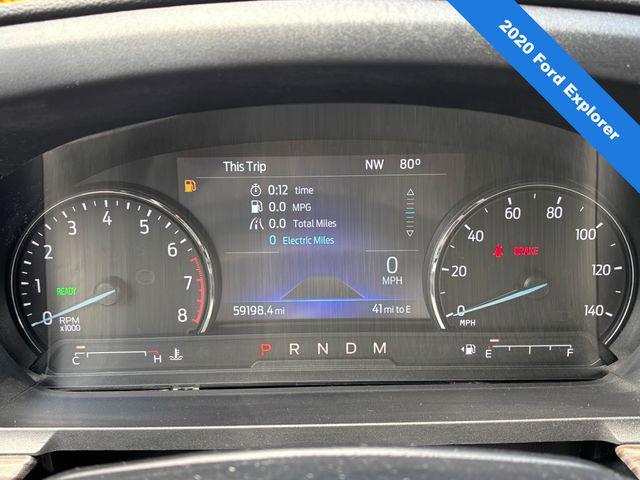 2020 Ford Explorer
This Trip NW 80°
0:12 time
0.0 MPG
0.0 Total Miles
0 Electric Miles
0
MPH
59198.4 mi 41 mi to E
0 1 2 3 4 5 6 7 8
READY
RPM
x1000
0 20 40 60 80 100 120 140
BRAKE
MPH
P R N D M
C H
E F